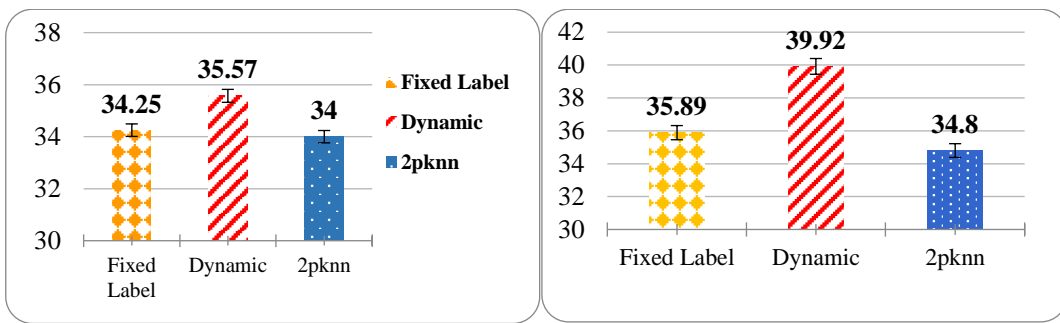 38
36
34
32
30
34.25
35.57
34
Fixed Label
Dynamic
2pknn
Fixed
Label
Dynamic
2pknn
42
40
38
36
34
32
30
35.89
39.92
34.8
Fixed Label
Dynamic
2pknn